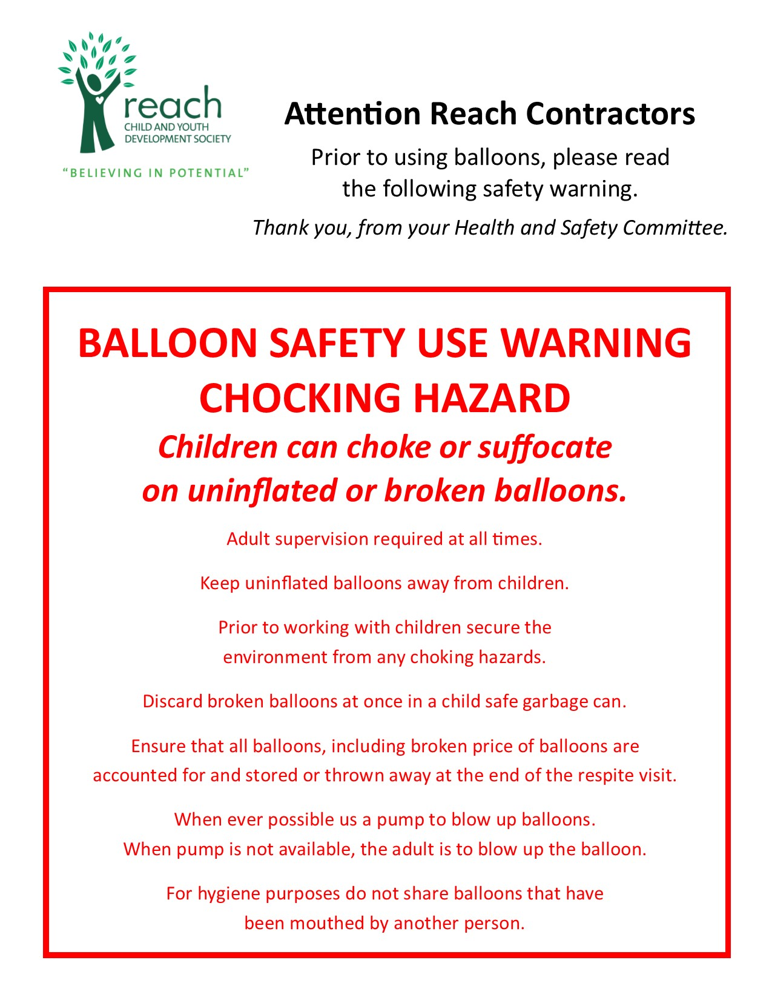 reach
CHILD AND YOUTH
DEVELOPMENT SOCIETY
“BELIEVING IN POTENTIAL”
Attention Reach Contractors
Prior to using balloons, please read
the following safety warning.
Thank you, from your Health and Safety Committee.
BALLOON SAFETY USE WARNING
CHOCKING HAZARD
Children can choke or suffocate
on uninflated or broken balloons.
Adult supervision required at all times.
Keep uninflated balloons away from children.
Prior to working with children secure the
environment from any choking hazards.
Discard broken balloons at once in a child safe garbage can.
Ensure that all balloons, including broken price of balloons are
accounted for and stored or thrown away at the end of the respite visit.
When ever possible us a pump to blow up balloons.
When pump is not available, the adult is to blow up the balloon.
For hygiene purposes do not share balloons that have
been mouthed by another person.